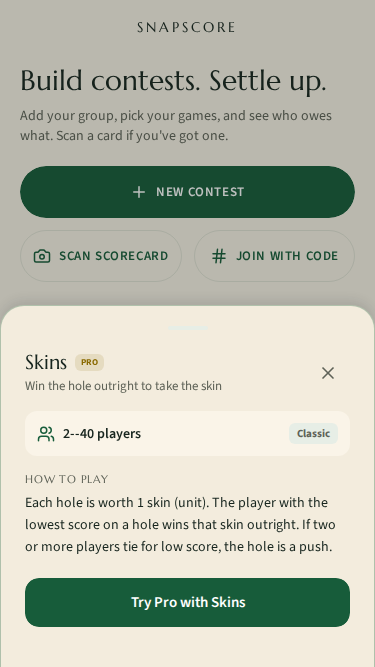 SNAPSCORE
Build contests. Settle up.
Add your group, pick your games, and see who owes
what. Scan a card if you've got one.
NEW CONTEST
SCAN SCORECARD
JOIN WITH CODE
Skins PRO
Win the hole outright to take the skin
2--40 players
Classic
HOW TO PLAY
Each hole is worth 1 skin (unit). The player with the
lowest score on a hole wins that skin outright. If two
or more players tie for low score, the hole is a push.
Try Pro with Skins